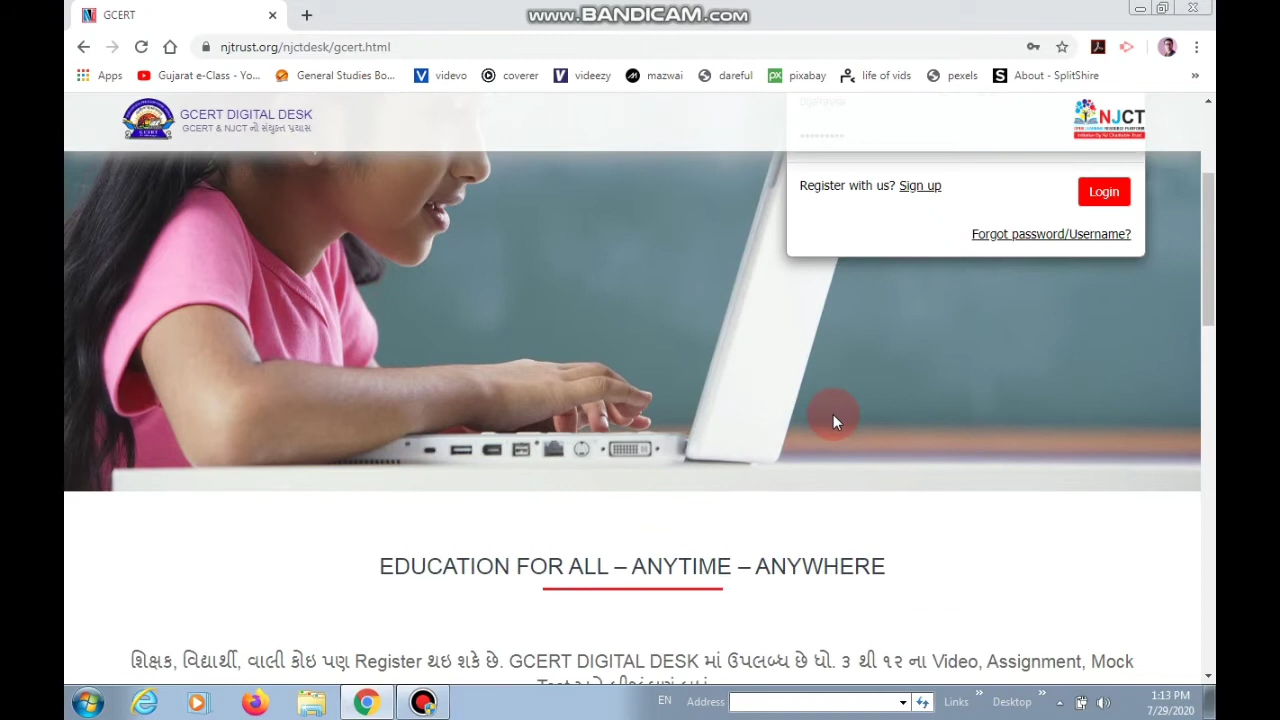 GCERT
www.BANDICAM.com
njtrust.org/njctdesk/gcert.html
Apps
Gujarat e-Class - Yo...
General Studies Bo...
videvo
coverer
videezy
mazwai
dareful
pixabay
life of vids
pexels
About - SplitShire
»
GCERT DIGITAL DESK
GCERT & NJCT નો સંયુક્ત પ્રયાસ
NJCT
Register with us? Sign up
Login
Forgot password/Username?
EDUCATION FOR ALL – ANYTIME – ANYWHERE
શિક્ષક, વિદ્યાર્થી, વાલી કોઇ પણ Register થઇ શકે છે. GCERT DIGITAL DESK માં ઉપલબ્ધ છે ધો. ૩ થી ૧૨ ના Video, Assignment, Mock
EN
Address
Links
»
Desktop
»
1:13 PM
7/29/2020